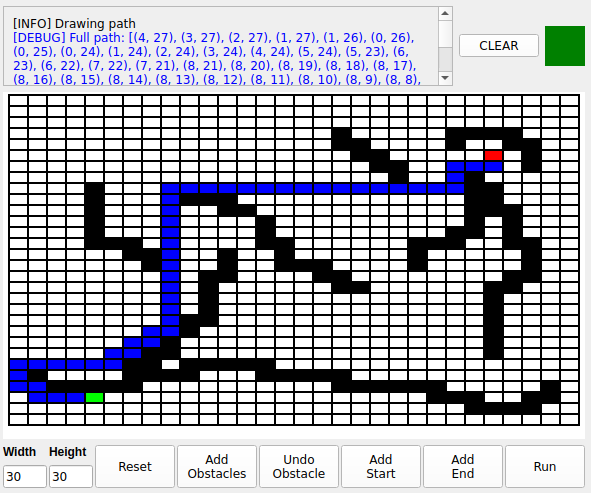 [INFO] Drawing path
[DEBUG] Full path: [(4, 27), (3, 27), (2, 27), (1, 27), (1, 26), (0, 26),
(0, 25), (0, 24), (1, 24), (2, 24), (3, 24), (4, 24), (5, 24), (5, 23), (6,
23), (6, 22), (7, 22), (7, 21), (8, 21), (8, 20), (8, 19), (8, 18), (8, 17),
(8, 16), (8, 15), (8, 14), (8, 13), (8, 12), (8, 11), (8, 10), (8, 9), (8, 8),
CLEAR
Width
Height
30
30
Reset
Add
Obstacles
Undo
Obstacle
Add
Start
Add
End
Run